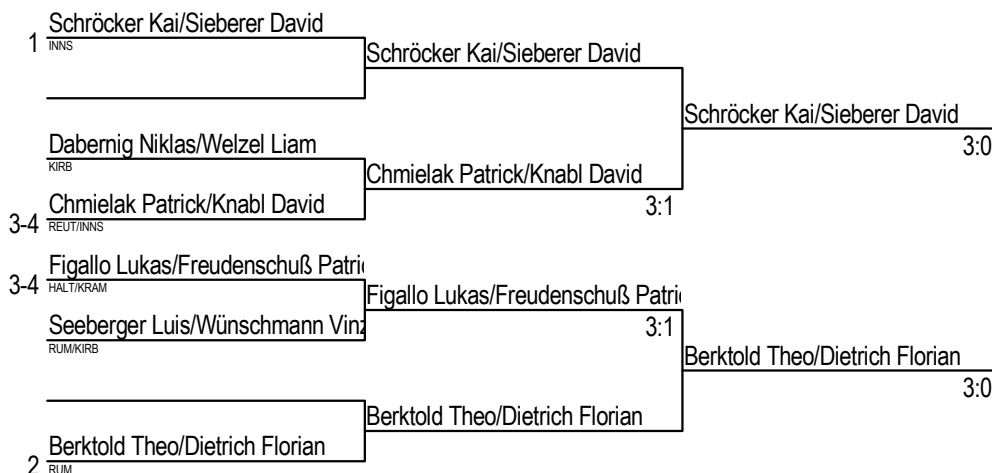 Schröcker Kai/Sieberer David
1 INNS
Schröcker Kai/Sieberer David
Schröcker Kai/Sieberer David
3:0
Dabernig Niklas/Welzel Liam
KIRB
Chmielak Patrick/Knabl David
3:1
Chmielak Patrick/Knabl David
3-4 REUT/INNS
Figallo Lukas/Freudenschuß Patri
3-4 HALT/KRAM
Figallo Lukas/Freudenschuß Patri
3:1
Seeberger Luis/Wünschmann Vinz
RUM/KIRB
Berktold Theo/Dietrich Florian
3:0
Berktold Theo/Dietrich Florian
Berktold Theo/Dietrich Florian
2 RUM